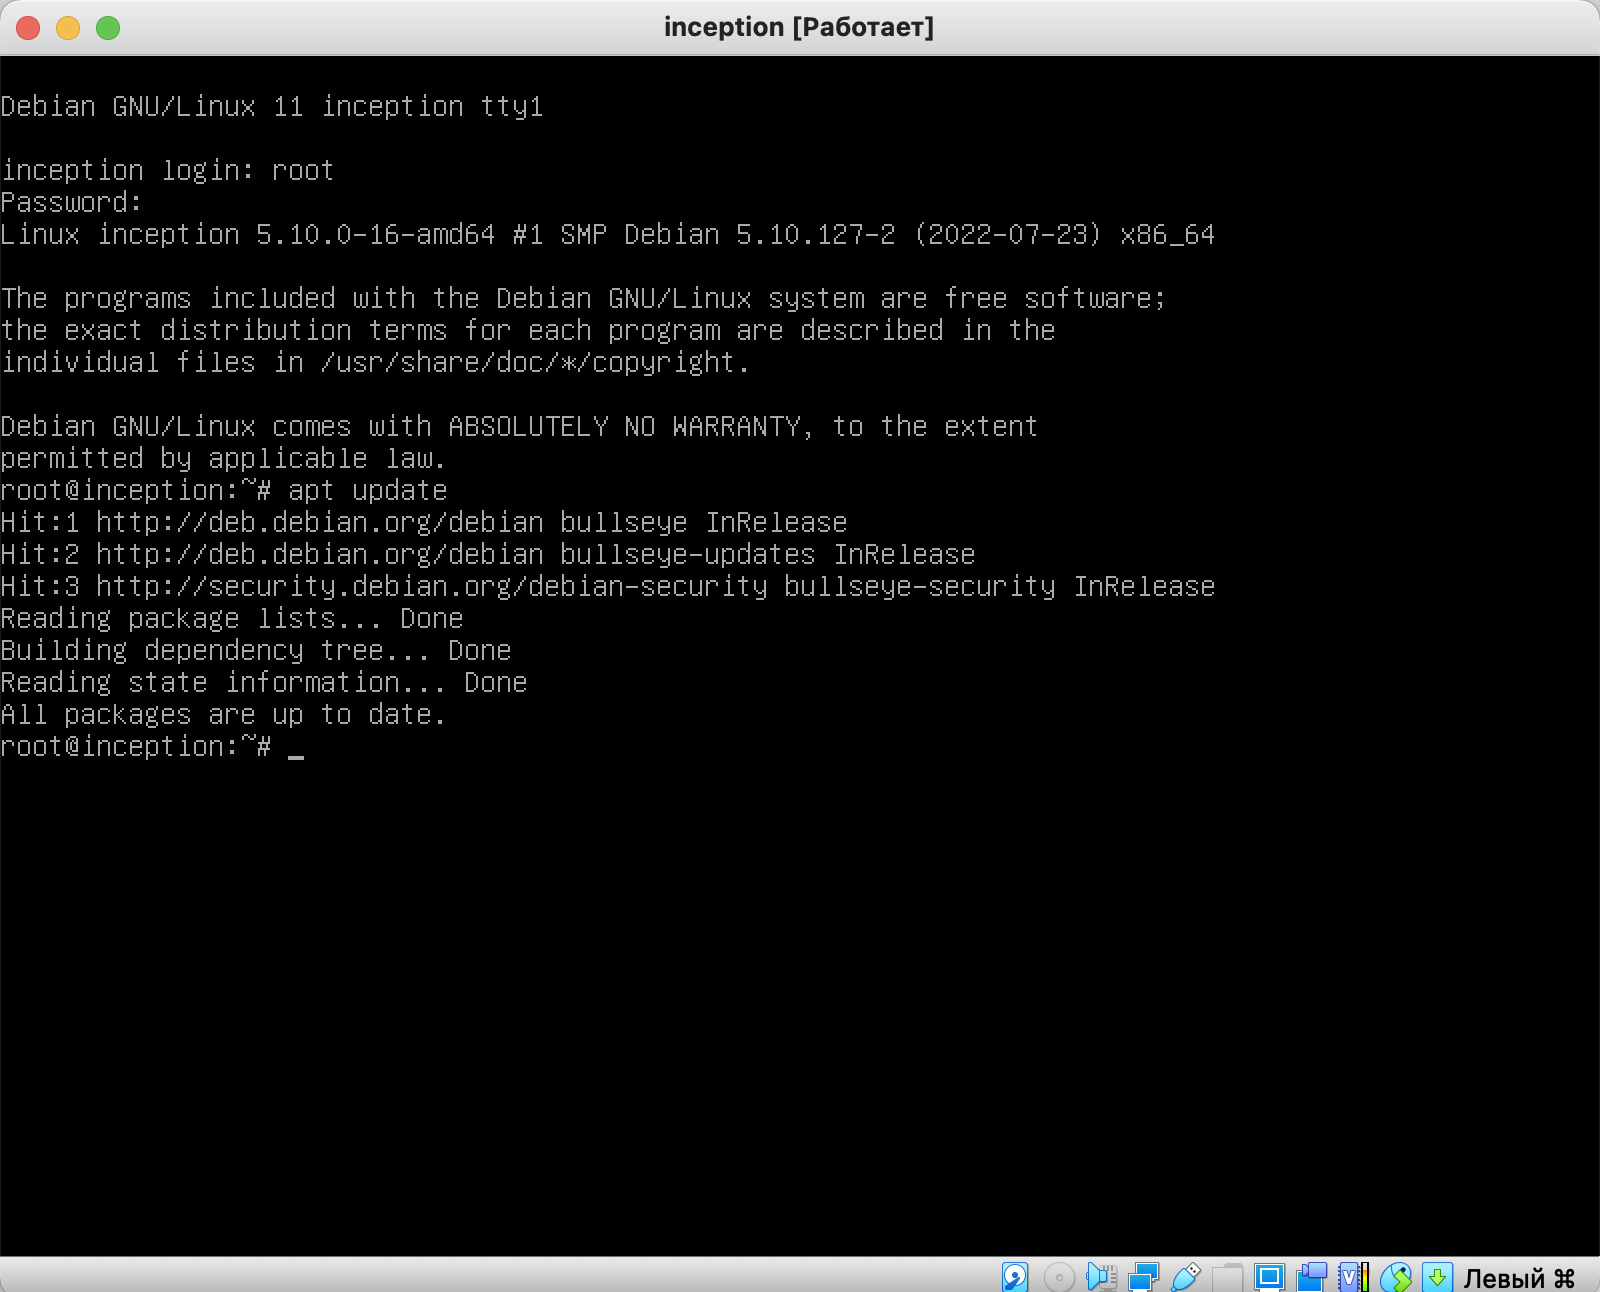 inception [Работает]
Debian GNU/Linux 11 inception tty1
inception login: root
Password:
Linux inception 5.10.0-16-amd64 #1 SMP Debian 5.10.127-2 (2022-07-23) x86_64
The programs included with the Debian GNU/Linux system are free software;
the exact distribution terms for each program are described in the
individual files in /usr/share/doc/*/copyright.
Debian GNU/Linux comes with ABSOLUTELY NO WARRANTY, to the extent
permitted by applicable law.
root@inception:~# apt update
Hit:1 http://deb.debian.org/debian bullseye InRelease
Hit:2 http://deb.debian.org/debian bullseye-updates InRelease
Hit:3 http://security.debian.org/debian-security bullseye-security InRelease
Reading package lists... Done
Building dependency tree... Done
Reading state information... Done
All packages are up to date.
root@inception:~# _
Левый ⌘